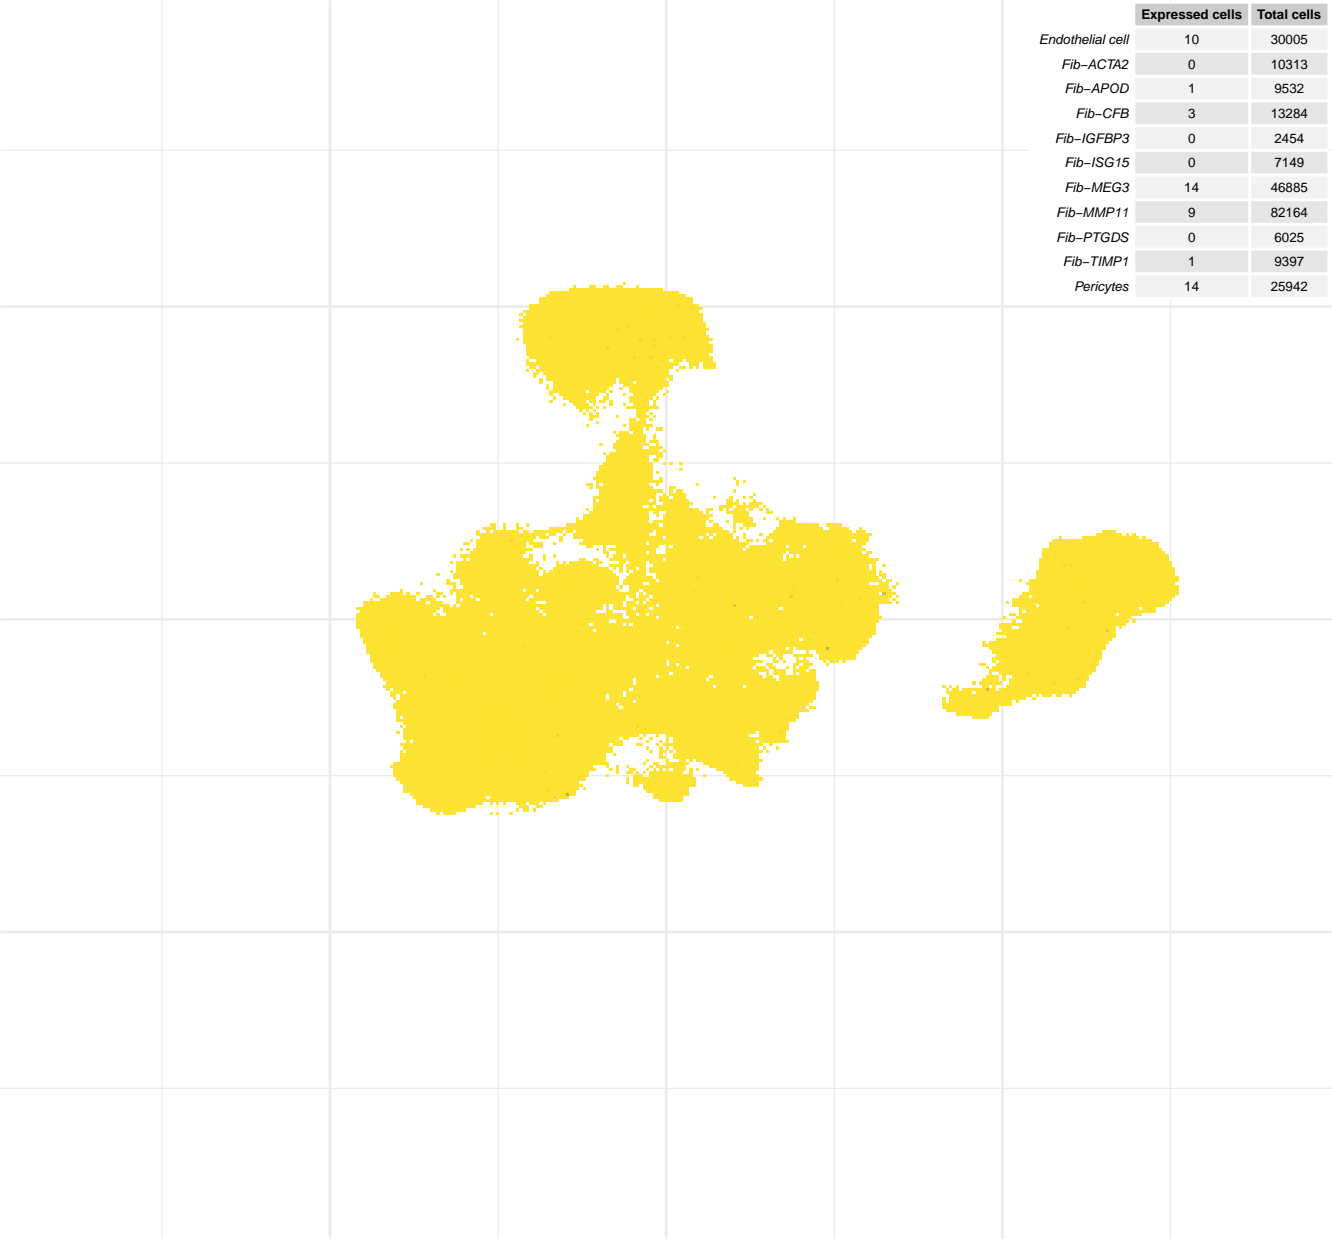 Expressed cells Total cells
Endothelial cell 10 30005
Fib−ACTA2 0 10313
Fib−APOD 1 9532
Fib−CFB 3 13284
Fib−IGFBP3 0 2454
Fib−ISG15 0 7149
Fib−MEG3 14 46885
Fib−MMP11 9 82164
Fib−PTGDS 0 6025
Fib−TIMP1 1 9397
Pericytes 14 25942